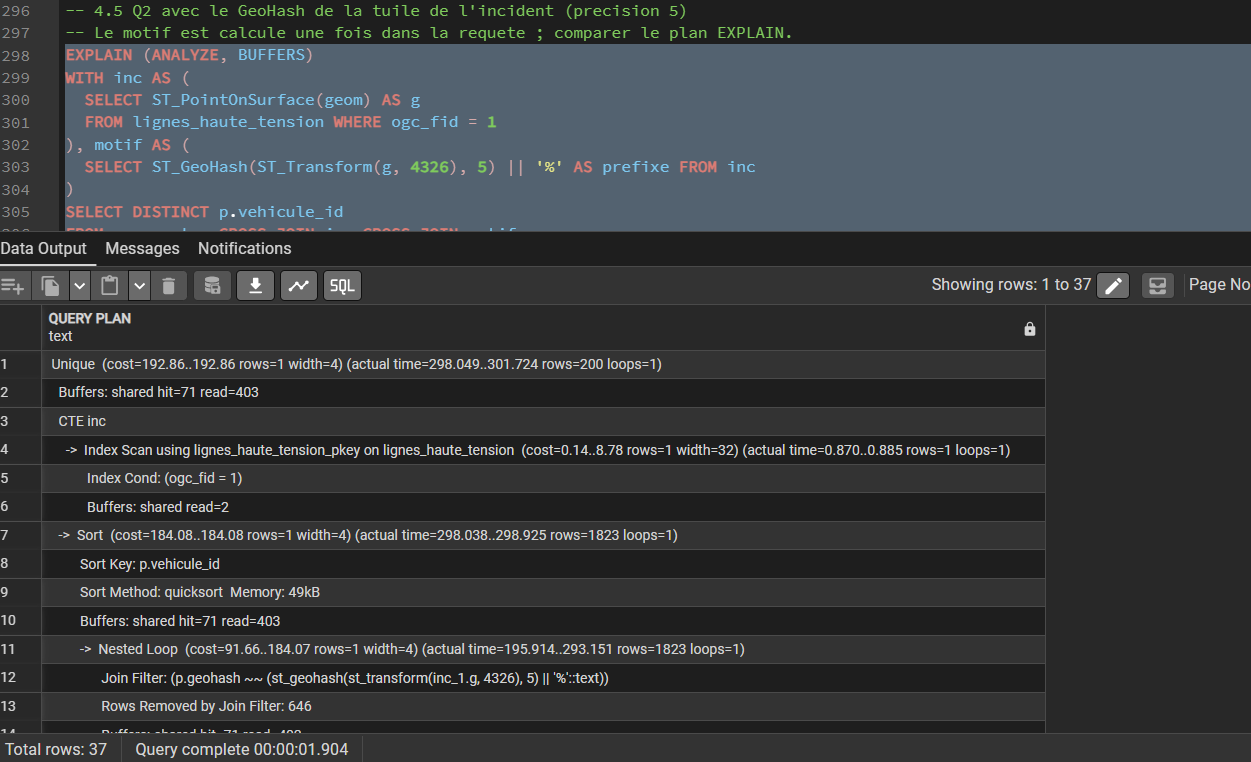 296 -- 4.5 Q2 avec le GeoHash de la tuile de l'incident (precision 5)
297 -- Le motif est calcule une fois dans la requete ; comparer le plan EXPLAIN.
298 EXPLAIN (ANALYZE, BUFFERS)
299 WITH inc AS (
300 SELECT ST_PointOnSurface(geom) AS g
301 FROM lignes_haute_tension WHERE ogc_fid = 1
302 ), motif AS (
303 SELECT ST_GeoHash(ST_Transform(g, 4326), 5) || '%' AS prefixe FROM inc
304 )
305 SELECT DISTINCT p.vehicule_id
Data Output Messages Notifications
SQL Showing rows: 1 to 37 Page No
QUERY PLAN
text
1 Unique (cost=192.86..192.86 rows=1 width=4) (actual time=298.049..301.724 rows=200 loops=1)
2 Buffers: shared hit=71 read=403
3 CTE inc
4 -> Index Scan using lignes_haute_tension_pkey on lignes_haute_tension (cost=0.14..8.78 rows=1 width=32) (actual time=0.870..0.885 rows=1 loops=1)
5 Index Cond: (ogc_fid = 1)
6 Buffers: shared read=2
7 -> Sort (cost=184.08..184.08 rows=1 width=4) (actual time=298.038..298.925 rows=1823 loops=1)
8 Sort Key: p.vehicule_id
9 Sort Method: quicksort Memory: 49kB
10 Buffers: shared hit=71 read=403
11 -> Nested Loop (cost=91.66..184.07 rows=1 width=4) (actual time=195.914..293.151 rows=1823 loops=1)
12 Join Filter: (p.geohash ~~ (st_geohash(st_transform(inc_1.g, 4326), 5) || '%'::text))
13 Rows Removed by Join Filter: 646
Total rows: 37 Query complete 00:00:01.904